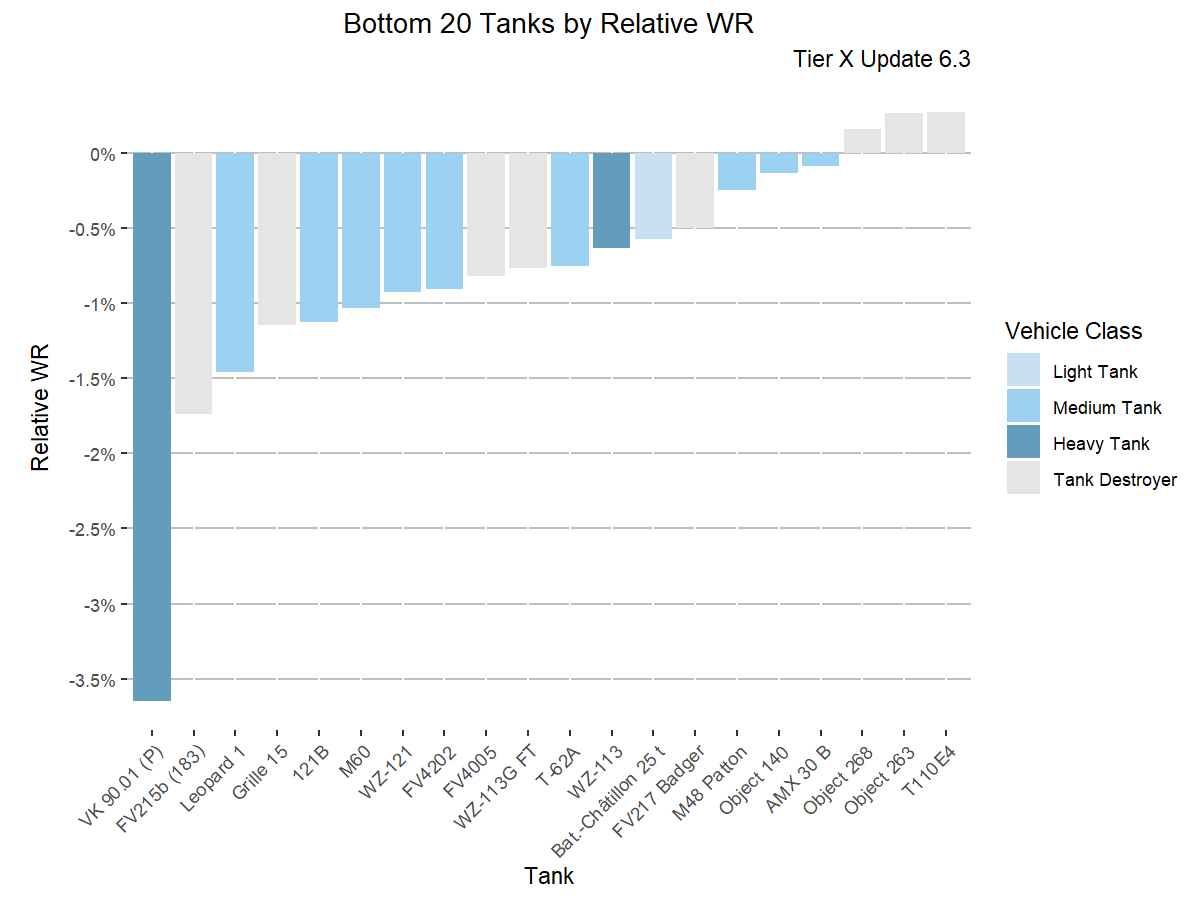 Bottom 20 Tanks by Relative WR
Tier X Update 6.3
0%
-0.5%
-1%
-1.5%
-2%
-2.5%
-3%
-3.5%
Relative WR
VK 90.01 (P)
FV215b (183)
Leopard 1
Grille 15
121B
M60
WZ-121
FV4202
FV4005
WZ-113G FT
T-62A
WZ-113
Bat.-Châtillon 25 t
FV217 Badger
M48 Patton
Object 140
AMX 30 B
Object 268
Object 263
T110E4
Tank
Vehicle Class
Light Tank
Medium Tank
Heavy Tank
Tank Destroyer